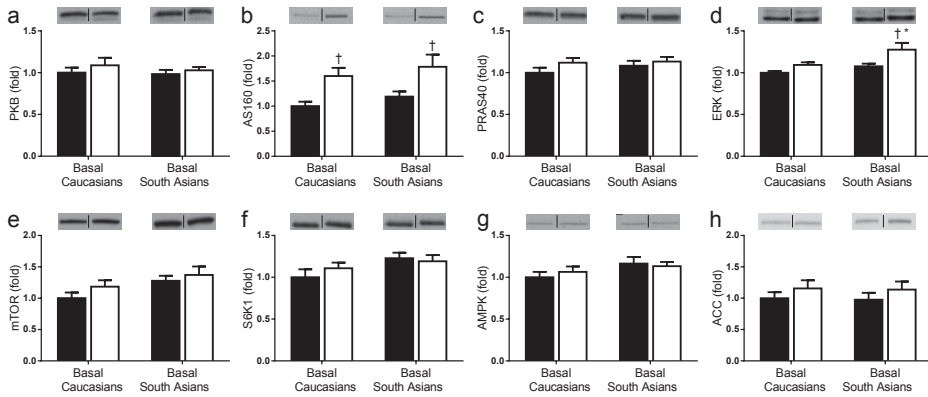 a
1.5
1.0
0.5
0.0
PKB (fold)
Basal
Caucasians
Basal
South Asians
b
2.5
2.0
1.5
1.0
0.5
0.0
AS160 (fold)
†
†
Basal
Caucasians
Basal
South Asians
c
1.5
1.0
0.5
0.0
PRAS40 (fold)
Basal
Caucasians
Basal
South Asians
d
1.5
1.0
0.5
0.0
ERK (fold)
† *
Basal
Caucasians
Basal
South Asians
e
2.0
1.5
1.0
0.5
0.0
mTOR (fold)
Basal
Caucasians
Basal
South Asians
f
1.5
1.0
0.5
0.0
S6K1 (fold)
Basal
Caucasians
Basal
South Asians
g
1.5
1.0
0.5
0.0
AMPK (fold)
Basal
Caucasians
Basal
South Asians
h
2.0
1.5
1.0
0.5
0.0
ACC (fold)
Basal
Caucasians
Basal
South Asians